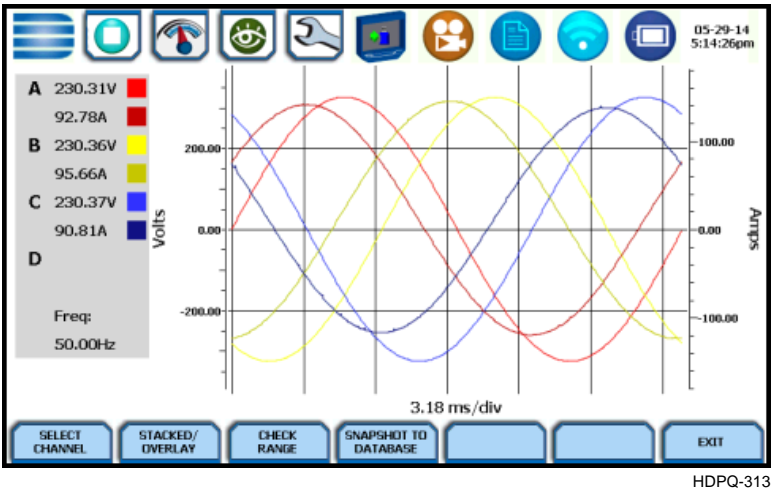 05-29-14
5:14:26pm
A 230.31V
92.78A
B 230.36V
95.66A
C 230.37V
90.81A
D
Freq:
50.00Hz
Volts
200.00
0.00
-200.00
100.00
0.00
-100.00
Amps
3.18 ms/div
SELECT
CHANNEL
STACKED/
OVERLAY
CHECK
RANGE
SNAPSHOT TO
DATABASE
EXIT
HDPQ-313